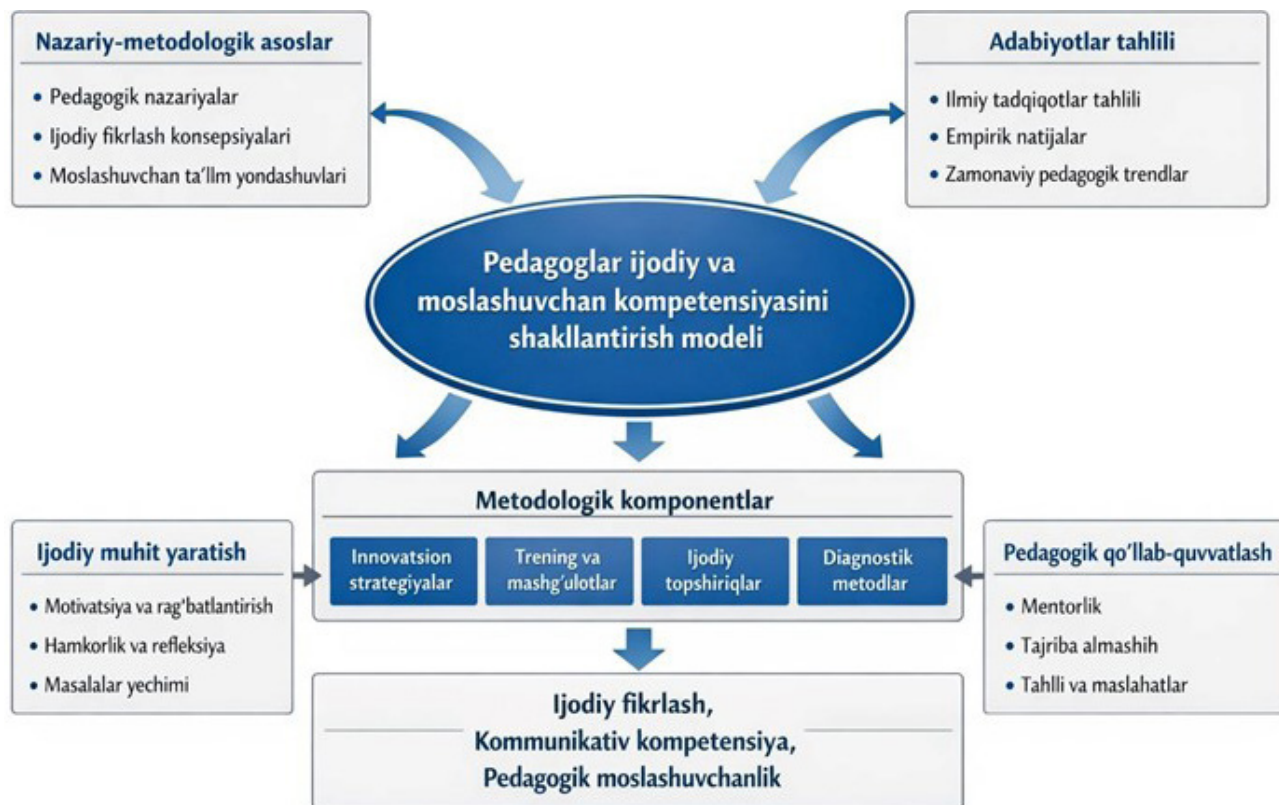 Nazariy-metodologik asoslar
• Pedagogik nazariyalar
• Ijodiy fikrlash konsepsiyalari
• Moslashuvchan ta'llm yondashuvlari
Adabiyotlar tahlili
• Ilmiy tadqiqotlar tahlili
• Empirik natijalar
• Zamonaviy pedagogik trendlar
Pedagoglar ijodiy va
moslashuvchan kompetensiyasini
shakllantirish modeli
Metodologik komponentlar
Innovatsion
strategiyalar
Trening va
mashg'ulotlar
Ijodiy
topshiriqlar
Diagnostik
metodlar
Ijodiy muhit yaratish
• Motivatsiya va rag'batlantirish
• Hamkorlik va refleksiya
• Masalalar yechimi
Pedagogik qo'llab-quvvatlash
• Mentorlik
• Tajriba almashih
• Tahlli va maslahatlar
Ijodiy fikrlash,
Kommunikativ kompetensiya,
Pedagogik moslashuvchanlik